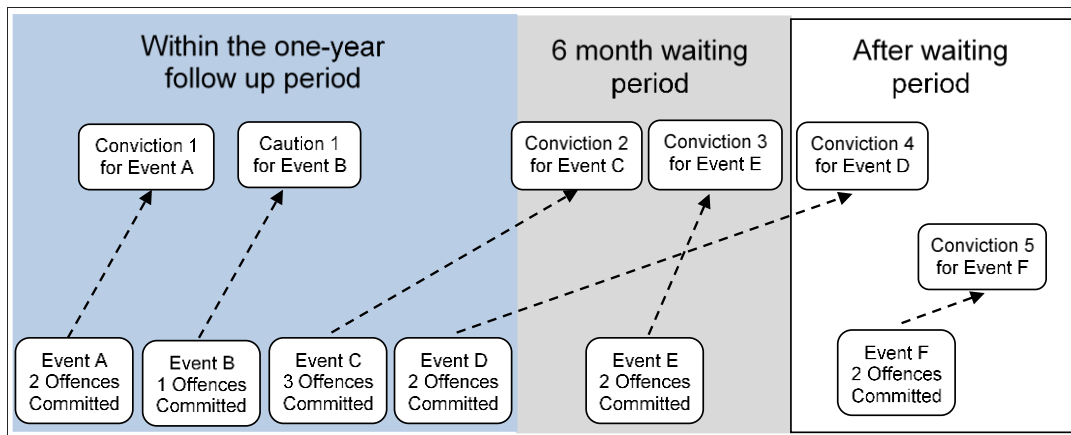 Within the one-year
follow up period
6 month waiting
period
After waiting
period
Conviction 1
for Event A
Caution 1
for Event B
Conviction 2
for Event C
Conviction 3
for Event E
Conviction 4
for Event D
Conviction 5
for Event F
Event A
2 Offences
Committed
Event B
1 Offences
Committed
Event C
3 Offences
Committed
Event D
2 Offences
Committed
Event E
2 Offences
Committed
Event F
2 Offences
Committed